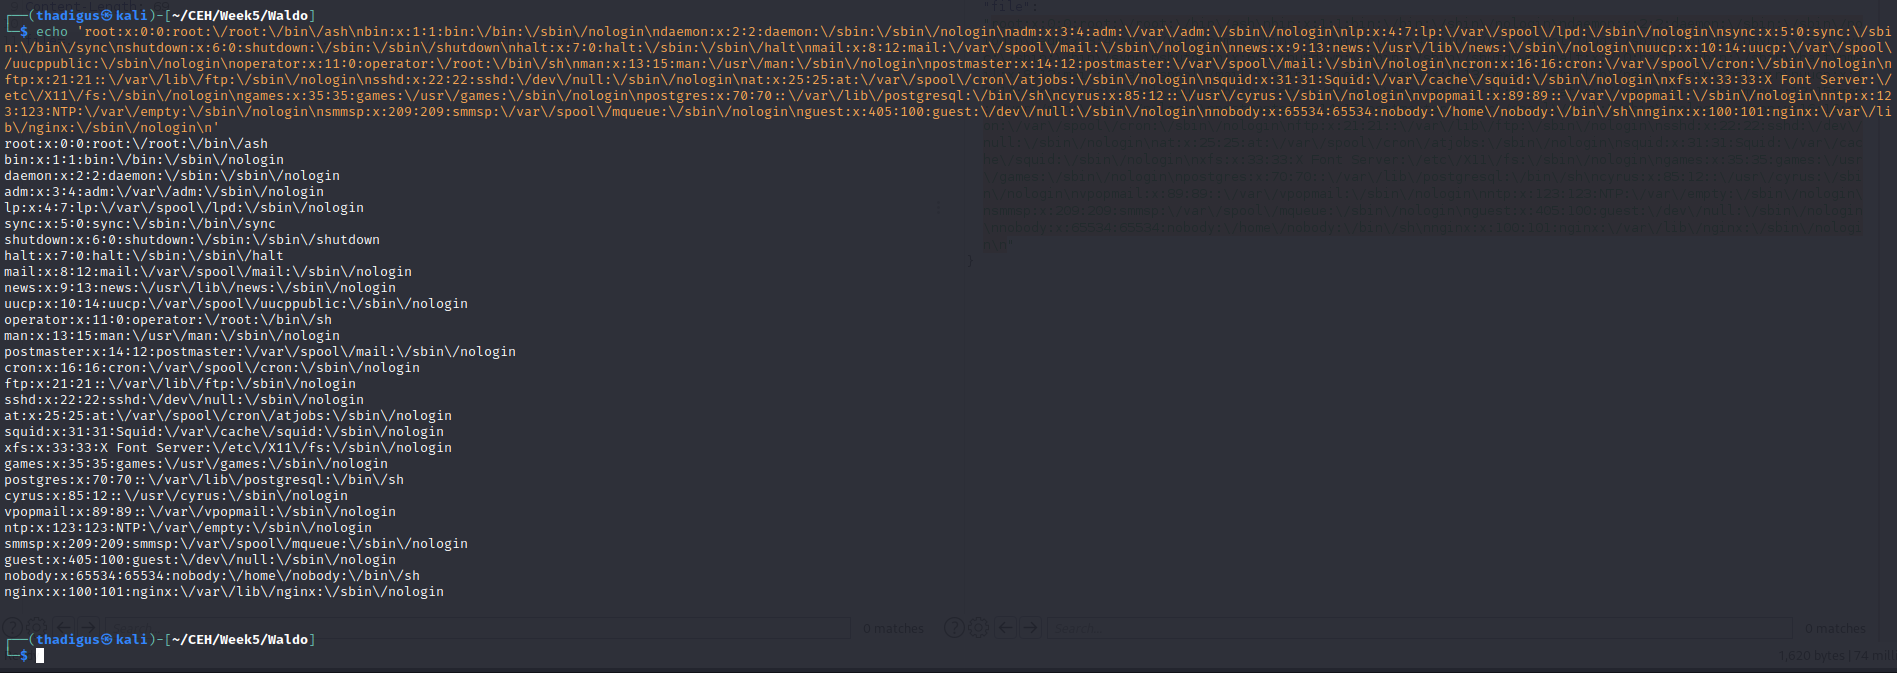 ┌──(thadigus㉿kali)-[~/CEH/Week5/Waldo]
└─$ echo 'root:x:0:0:root:\/root:\/bin\/ash\nbin:x:1:1:bin:\/bin:\/sbin\/nologin\ndaemon:x:2:2:daemon:\/sbin:\/sbin\/nologin\nadm:x:3:4:adm:\/var\/adm:\/sbin\/nologin\nlp:x:4:7:lp:\/var\/spool\/lpd:\/sbin\/nologin\nsync:x:5:0:sync:\/sbi
n:\/bin\/sync\nshutdown:x:6:0:shutdown:\/sbin:\/sbin\/shutdown\nhalt:x:7:0:halt:\/sbin:\/sbin\/halt\nmail:x:8:12:mail:\/var\/spool\/mail:\/sbin\/nologin\nnews:x:9:13:news:\/usr\/lib\/news:\/sbin\/nologin\nuucp:x:10:14:uucp:\/var\/spool\
/uucppublic:\/sbin\/nologin\noperator:x:11:0:operator:\/root:\/bin\/sh\nman:x:13:15:man:\/usr\/man:\/sbin\/nologin\npostmaster:x:14:12:postmaster:\/var\/spool\/mail:\/sbin\/nologin\ncron:x:16:16:cron:\/var\/spool\/cron:\/sbin\/nologin\n
ftp:x:21:21::\/var\/lib\/ftp:\/sbin\/nologin\nsshd:x:22:22:sshd:\/dev\/null:\/sbin\/nologin\nat:x:25:25:at:\/var\/spool\/cron\/atjobs:\/sbin\/nologin\nsquid:x:31:31:Squid:\/var\/cache\/squid:\/sbin\/nologin\nxfs:x:33:33:X Font Server:\/
etc\/X11\/fs:\/sbin\/nologin\ngames:x:35:35:games:\/usr\/games:\/sbin\/nologin\npostgres:x:70:70::\/var\/lib\/postgresql:\/bin\/sh\ncyrus:x:85:12::\/usr\/cyrus:\/sbin\/nologin\nvpopmail:x:89:89::\/var\/vpopmail:\/sbin\/nologin\nntp:x:12
3:123:NTP:\/var\/empty:\/sbin\/nologin\nsmmsp:x:209:209:smmsp:\/var\/spool\/mqueue:\/sbin\/nologin\nguest:x:405:100:guest:\/dev\/null:\/sbin\/nologin\nnobody:x:65534:65534:nobody:\/home\/nobody:\/bin\/sh\nnginx:x:100:101:nginx:\/var\/li
b\/nginx:\/sbin\/nologin\n'
root:x:0:0:root:\/root:\/bin\/ash
bin:x:1:1:bin:\/bin:\/sbin\/nologin
daemon:x:2:2:daemon:\/sbin:\/sbin\/nologin
adm:x:3:4:adm:\/var\/adm:\/sbin\/nologin
lp:x:4:7:lp:\/var\/spool\/lpd:\/sbin\/nologin
sync:x:5:0:sync:\/sbin:\/bin\/sync
shutdown:x:6:0:shutdown:\/sbin:\/sbin\/shutdown
halt:x:7:0:halt:\/sbin:\/sbin\/halt
mail:x:8:12:mail:\/var\/spool\/mail:\/sbin\/nologin
news:x:9:13:news:\/usr\/lib\/news:\/sbin\/nologin
uucp:x:10:14:uucp:\/var\/spool\/uucppublic:\/sbin\/nologin
operator:x:11:0:operator:\/root:\/bin\/sh
man:x:13:15:man:\/usr\/man:\/sbin\/nologin
postmaster:x:14:12:postmaster:\/var\/spool\/mail:\/sbin\/nologin
cron:x:16:16:cron:\/var\/spool\/cron:\/sbin\/nologin
ftp:x:21:21::\/var\/lib\/ftp:\/sbin\/nologin
sshd:x:22:22:sshd:\/dev\/null:\/sbin\/nologin
at:x:25:25:at:\/var\/spool\/cron\/atjobs:\/sbin\/nologin
squid:x:31:31:Squid:\/var\/cache\/squid:\/sbin\/nologin
xfs:x:33:33:X Font Server:\/etc\/X11\/fs:\/sbin\/nologin
games:x:35:35:games:\/usr\/games:\/sbin\/nologin
postgres:x:70:70::\/var\/lib\/postgresql:\/bin\/sh
cyrus:x:85:12::\/usr\/cyrus:\/sbin\/nologin
vpopmail:x:89:89::\/var\/vpopmail:\/sbin\/nologin
ntp:x:123:123:NTP:\/var\/empty:\/sbin\/nologin
smmsp:x:209:209:smmsp:\/var\/spool\/mqueue:\/sbin\/nologin
guest:x:405:100:guest:\/dev\/null:\/sbin\/nologin
nobody:x:65534:65534:nobody:\/home\/nobody:\/bin\/sh
nginx:x:100:101:nginx:\/var\/lib\/nginx:\/sbin\/nologin
Search... 0 matches Search... 0 matches
┌──(thadigus㉿kali)-[~/CEH/Week5/Waldo]
└─$
1,620 bytes | 74